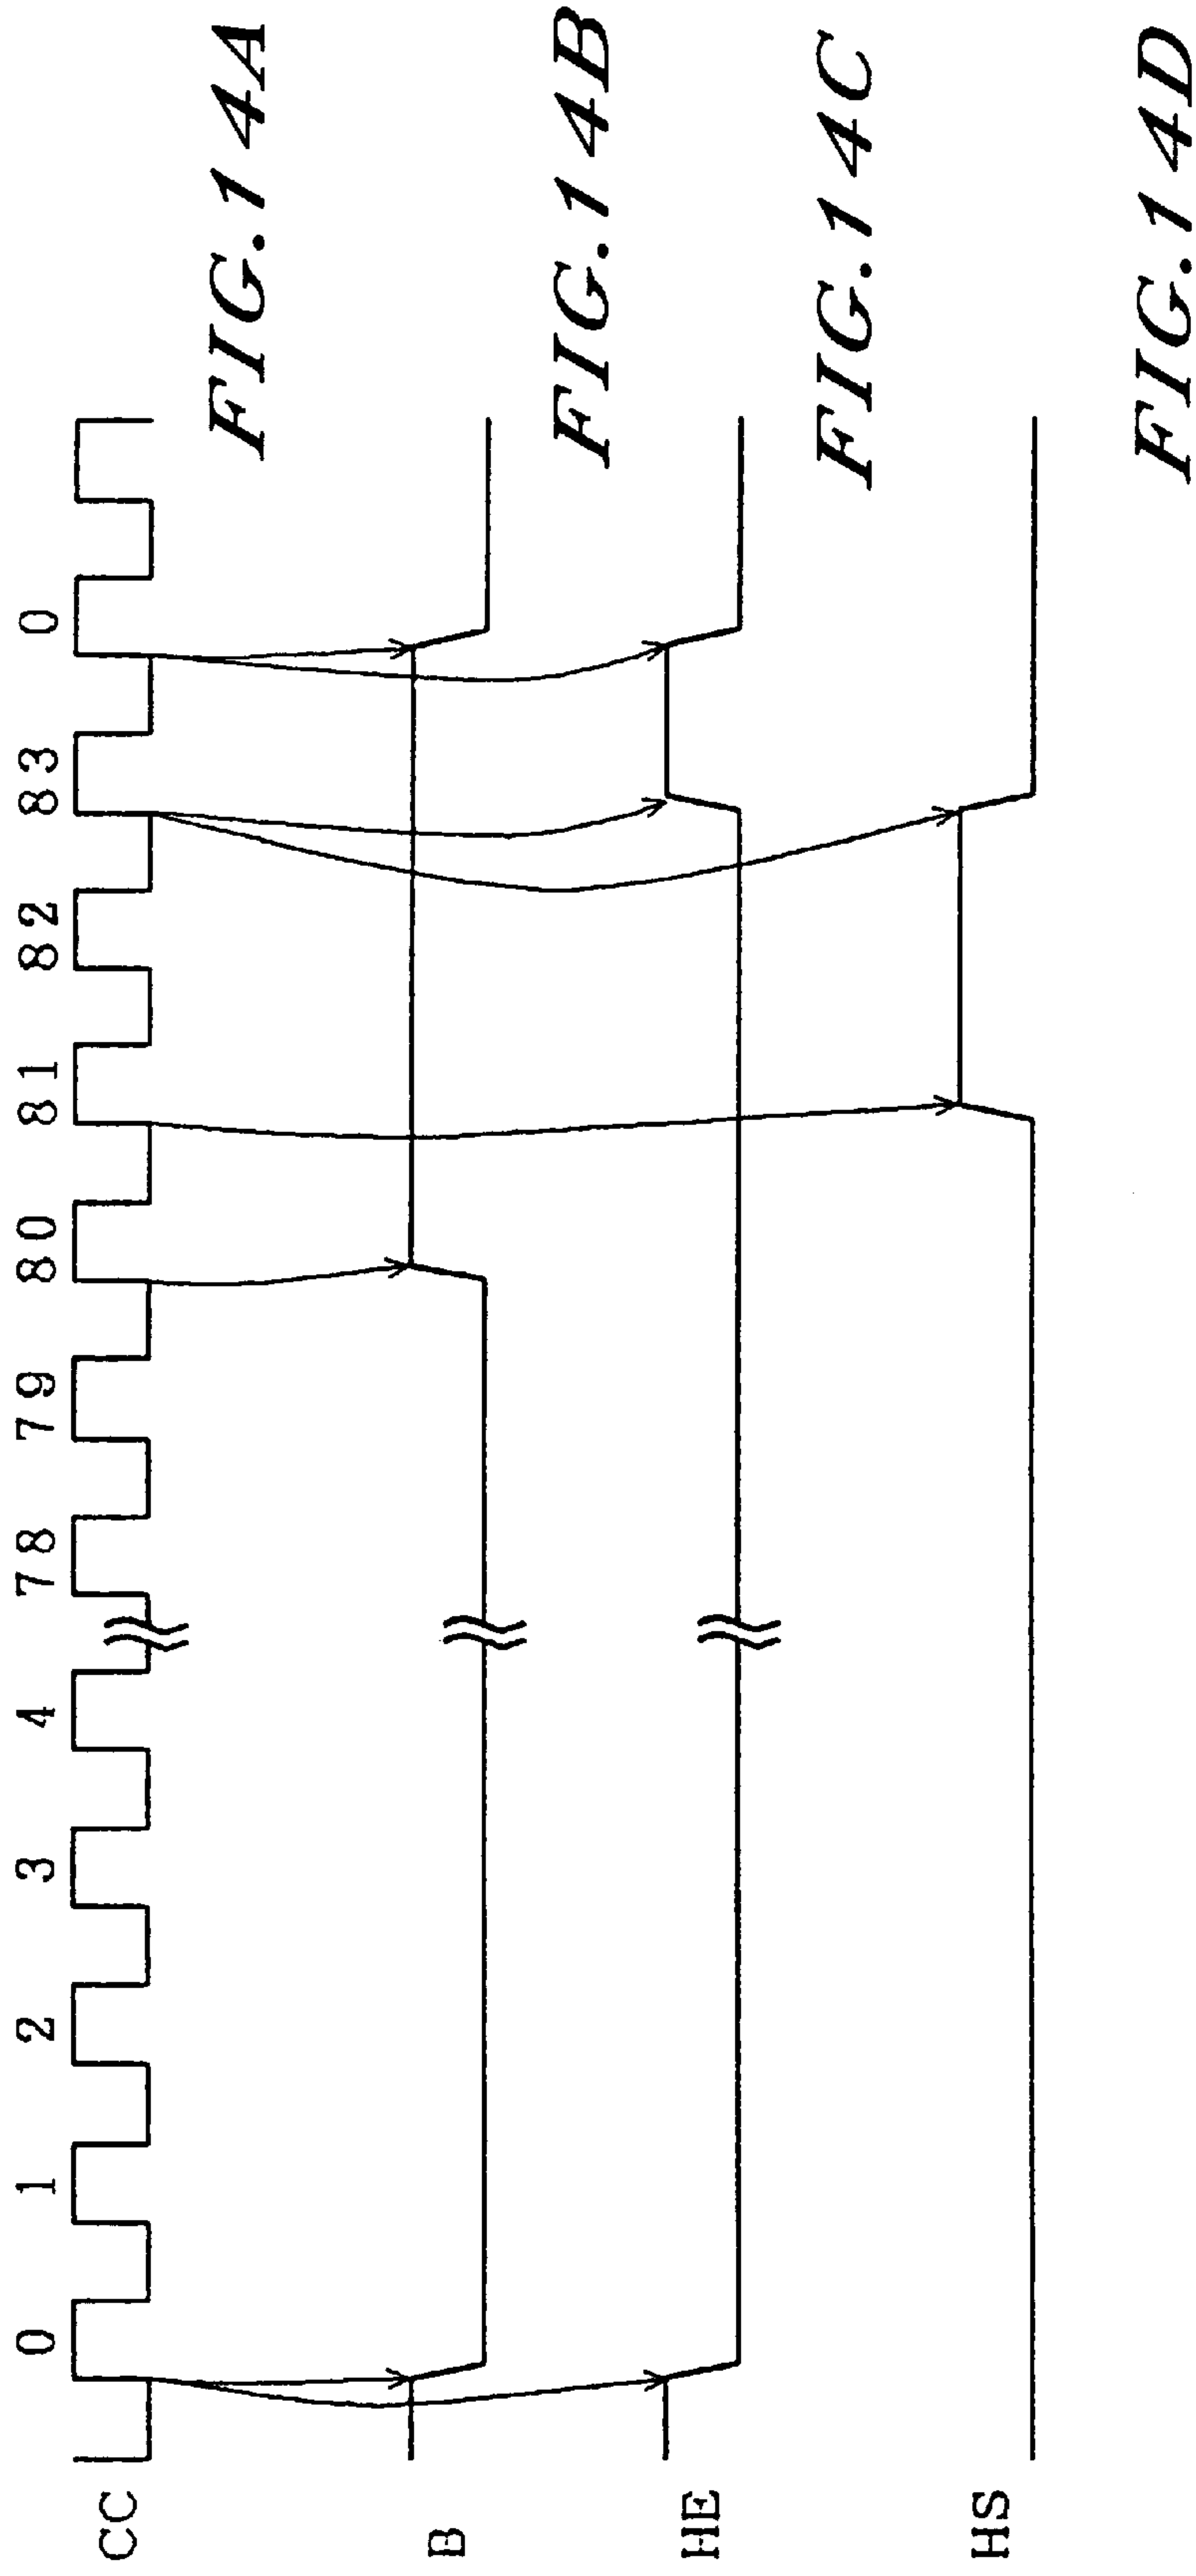 0 1 2 3 4 78 79 80 81 82 83 0
CC
FIG.14A
B
FIG.14B
HE
FIG.14C
HS
FIG.14D